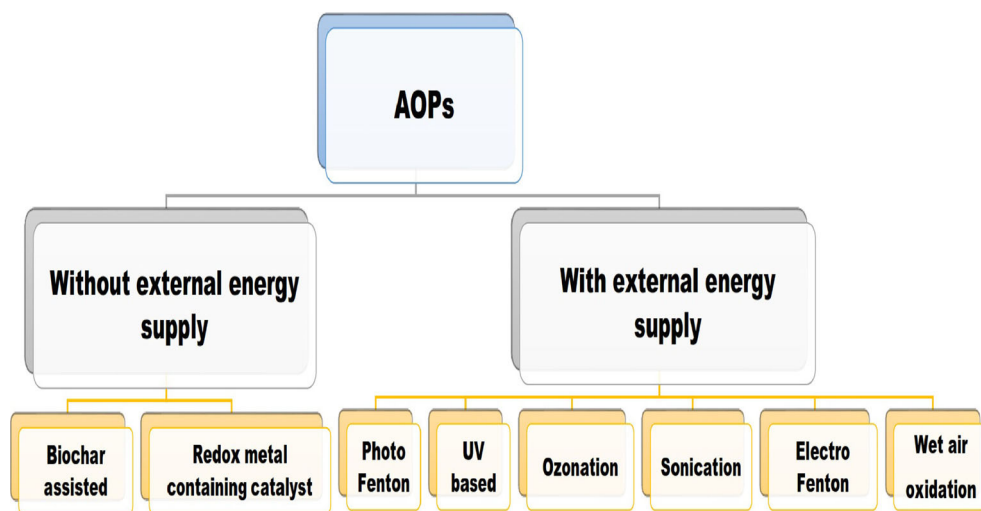 AOPs
Without external energy
supply
With external energy
supply
Biochar
assisted
Redox metal
containing catalyst
Photo
Fenton
UV
based
Ozonation
Sonication
Electro
Fenton
Wet air
oxidation